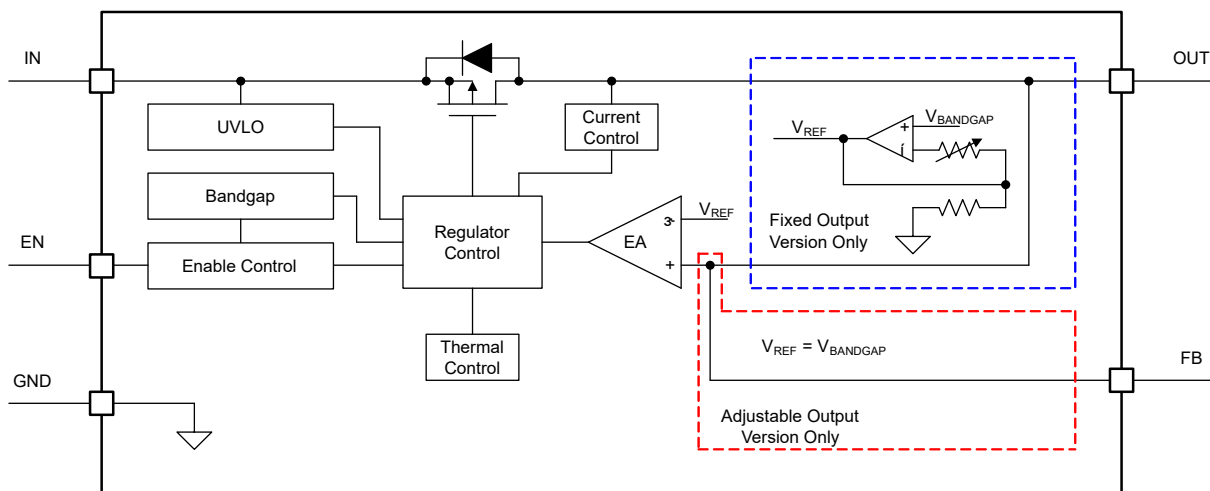 IN
OUT
UVLO
Current
Control
VREF
VBANDGAP
+
Í
Bandgap
Regulator
Control
EA
VREF
+
Fixed Output
Version Only
EN
Enable Control
Thermal
Control
VREF = VBANDGAP
GND
FB
Adjustable Output
Version Only